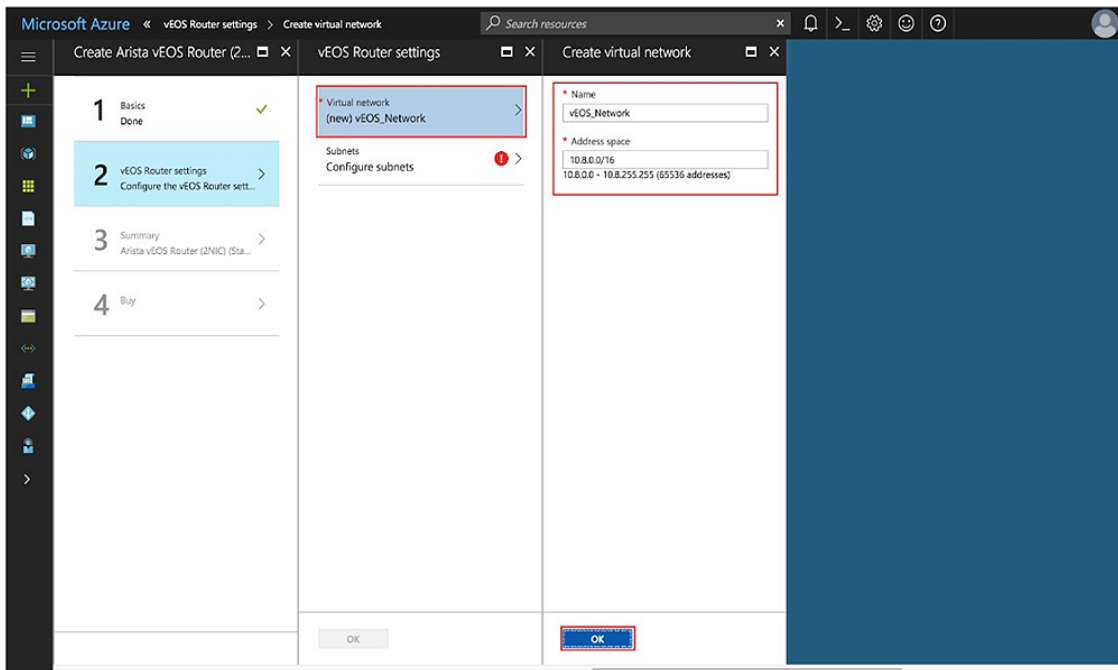 Microsoft Azure « vEOS Router settings > Create virtual network
Search resources
Create Arista vEOS Router (2...
1
Basics
Done
2
vEOS Router settings
Configure the vEOS Router sett...
3
Summary
Arista vEOS Router (2NIC) (Sta...
4
Buy
vEOS Router settings
* Virtual network
(new) vEOS_Network
Subnets
Configure subnets
OK
Create virtual network
* Name
vEOS_Network
* Address space
10.8.0.0/16
10.8.0.0 - 10.8.255.255 (65536 addresses)
OK